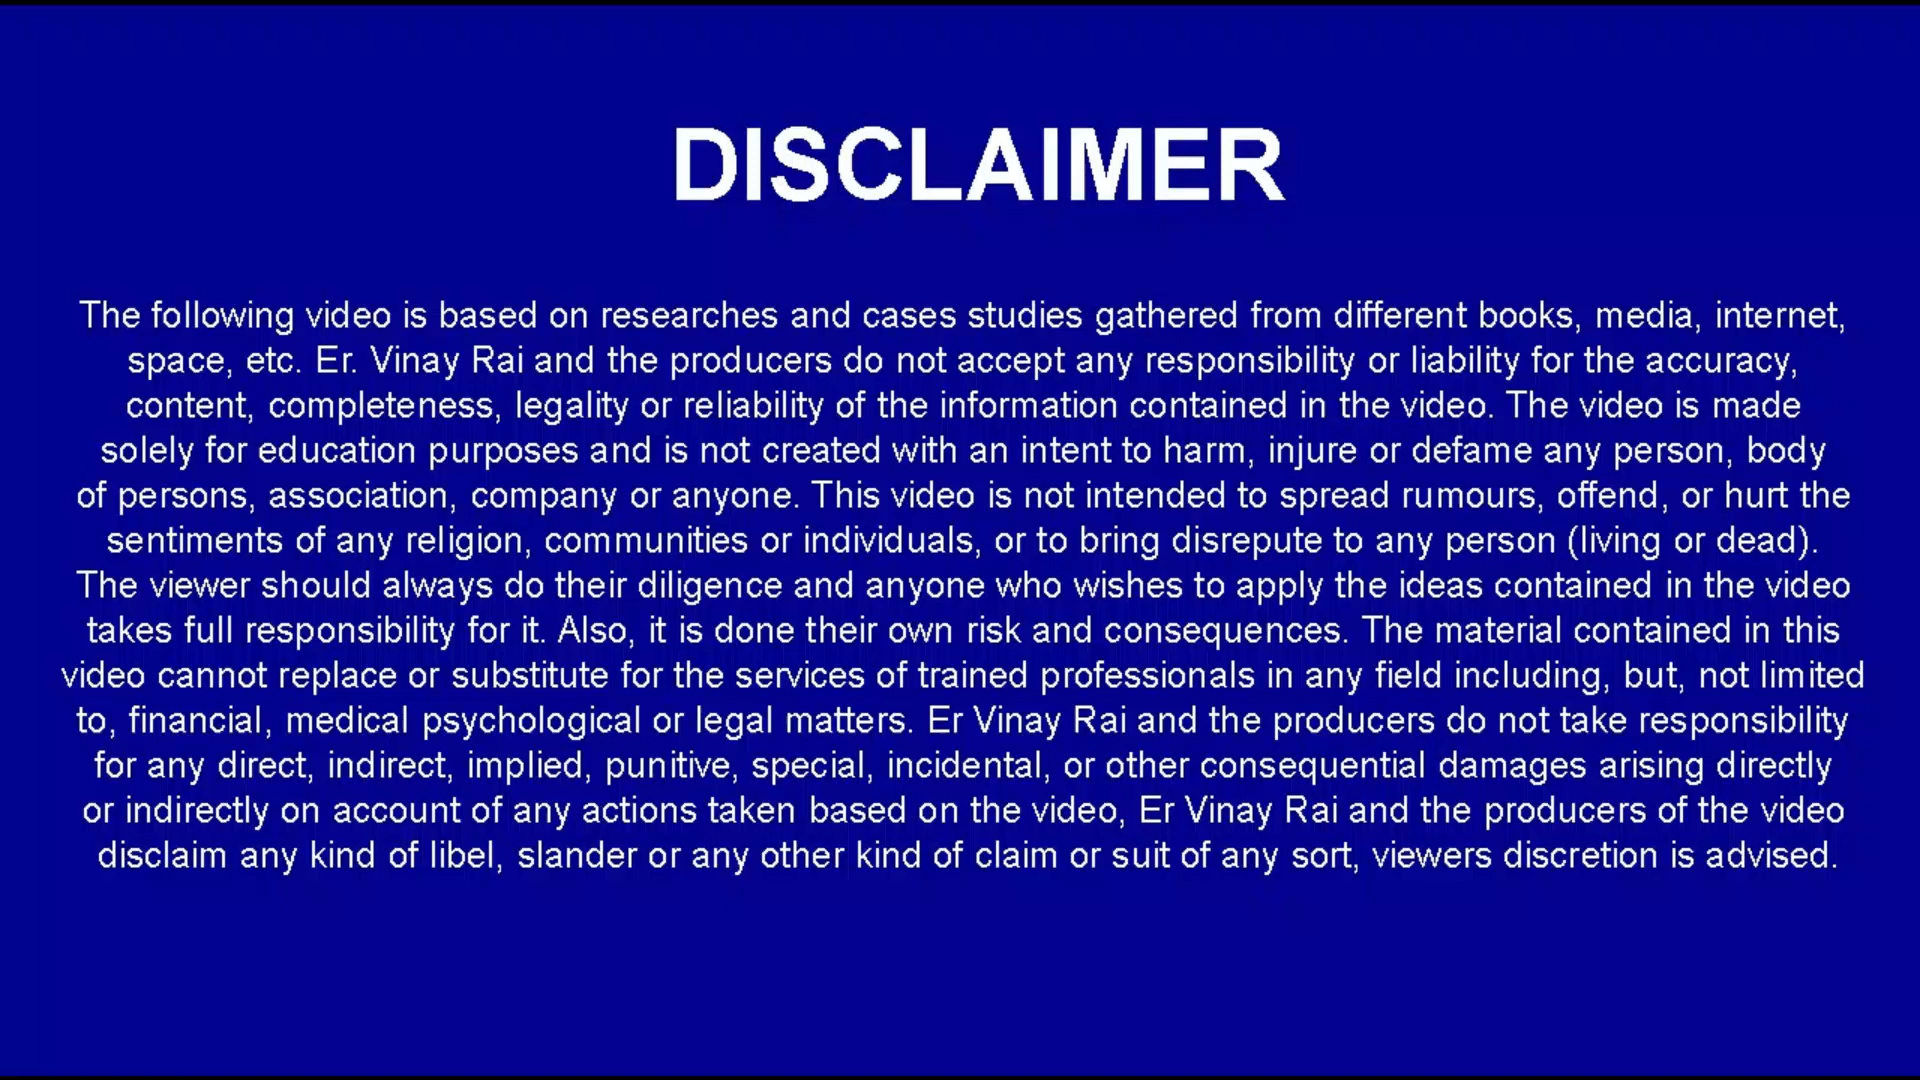 DISCLAIMER
The following video is based on researches and cases studies gathered from different books, media, internet,
space, etc. Er. Vinay Rai and the producers do not accept any responsibility or liability for the accuracy,
content, completeness, legality or reliability of the information contained in the video. The video is made
solely for education purposes and is not created with an intent to harm, injure or defame any person, body
of persons, association, company or anyone. This video is not intended to spread rumours, offend, or hurt the
sentiments of any religion, communities or individuals, or to bring disrepute to any person (living or dead).
The viewer should always do their diligence and anyone who wishes to apply the ideas contained in the video
takes full responsibility for it. Also, it is done their own risk and consequences. The material contained in this
video cannot replace or substitute for the services of trained professionals in any field including, but, not limited
to, financial, medical psychological or legal matters. Er Vinay Rai and the producers do not take responsibility
for any direct, indirect, implied, punitive, special, incidental, or other consequential damages arising directly
or indirectly on account of any actions taken based on the video, Er Vinay Rai and the producers of the video
disclaim any kind of libel, slander or any other kind of claim or suit of any sort, viewers discretion is advised.